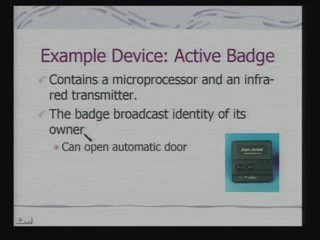 Example Device: Active Badge
Contains a microprocessor and an infra-
red transmitter.
The badge broadcast identity of its
owner
Can open automatic door